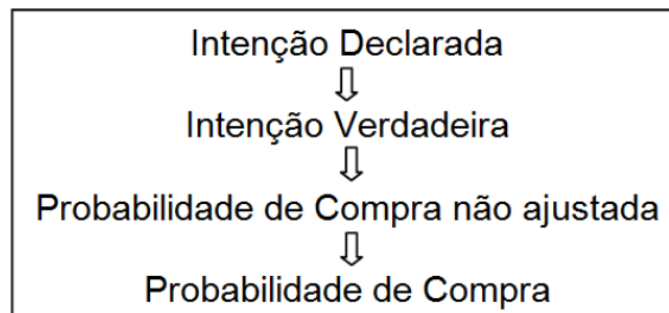 Intenção Declarada
Intenção Verdadeira
Probabilidade de Compra não ajustada
Probabilidade de Compra